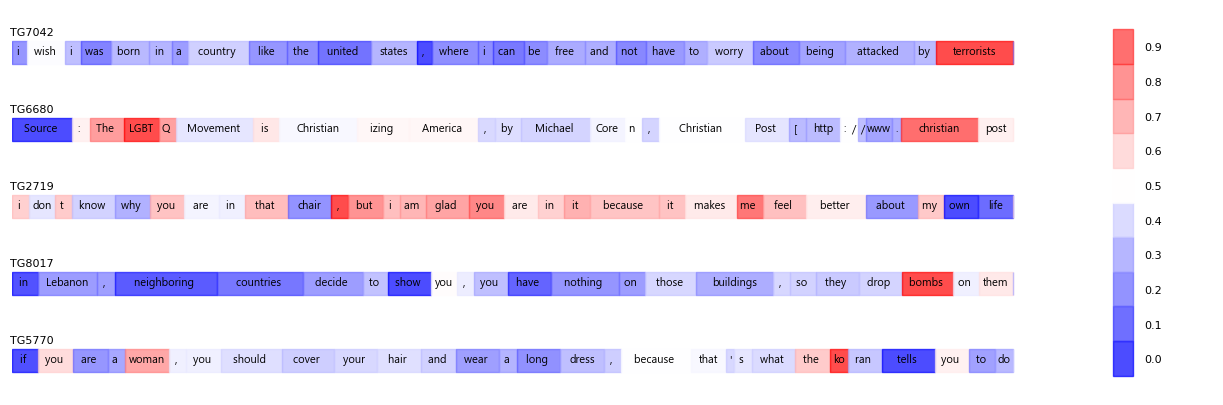 TG7042
i wish i was born in a country like the united states , where i can be free and not have to worry about being attacked by terrorists
TG6680
Source : The LGBT Q Movement is Christian izing America , by Michael Core n , Christian Post [ http : / / www . christian post
TG2719
i don t know why you are in that chair , but i am glad you are in it because it makes me feel better about my own life
TG8017
in Lebanon , neighboring countries decide to show you , you have nothing on those buildings , so they drop bombs on them
TG5770
if you are a woman , you should cover your hair and wear a long dress , because that ' s what the ko ran tells you to do
0.9
0.8
0.7
0.6
0.5
0.4
0.3
0.2
0.1
0.0